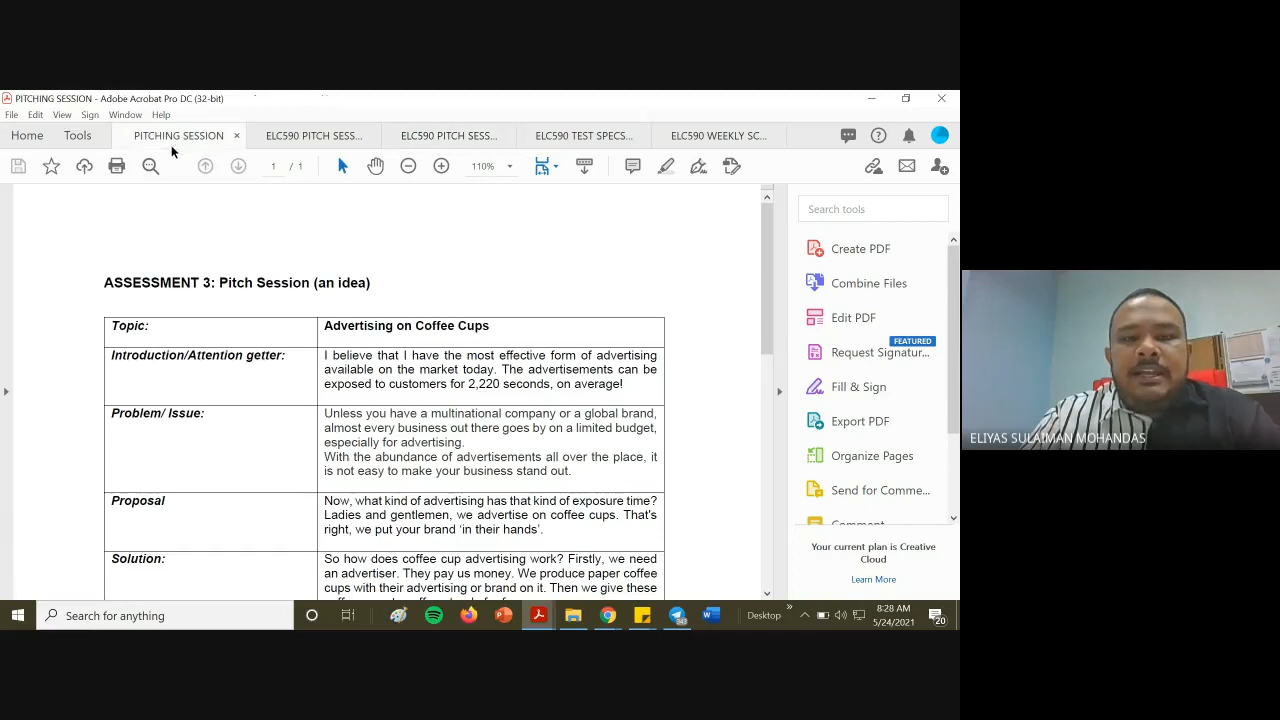 PITCHING SESSION - Adobe Acrobat Pro DC (32-bit)
File Edit View Sign Window Help
Home Tools PITCHING SESSION × ELC590 PITCH SESS... ELC590 PITCH SESS... ELC590 TEST SPECS... ELC590 WEEKLY SC...
1 / 1 110%
Search tools
Create PDF
Combine Files
Edit PDF
FEATURED
Request Signatur...
Fill & Sign
Export PDF
Organize Pages
Send for Comme...
Comment
Your current plan is Creative
Cloud
Learn More
ASSESSMENT 3: Pitch Session (an idea)
Topic: Advertising on Coffee Cups
Introduction/Attention getter: I believe that I have the most effective form of advertising
available on the market today. The advertisements can be
exposed to customers for 2,220 seconds, on average!
Problem/ Issue: Unless you have a multinational company or a global brand,
almost every business out there goes by on a limited budget,
especially for advertising.
With the abundance of advertisements all over the place, it
is not easy to make your business stand out.
Proposal Now, what kind of advertising has that kind of exposure time?
Ladies and gentlemen, we advertise on coffee cups. That's
right, we put your brand 'in their hands'.
Solution: So how does coffee cup advertising work? Firstly, we need
an advertiser. They pay us money. We produce paper coffee
cups with their advertising or brand on it. Then we give these
ELIYAS SULAIMAN MOHANDAS
Search for anything
Desktop
8:28 AM
5/24/2021
20